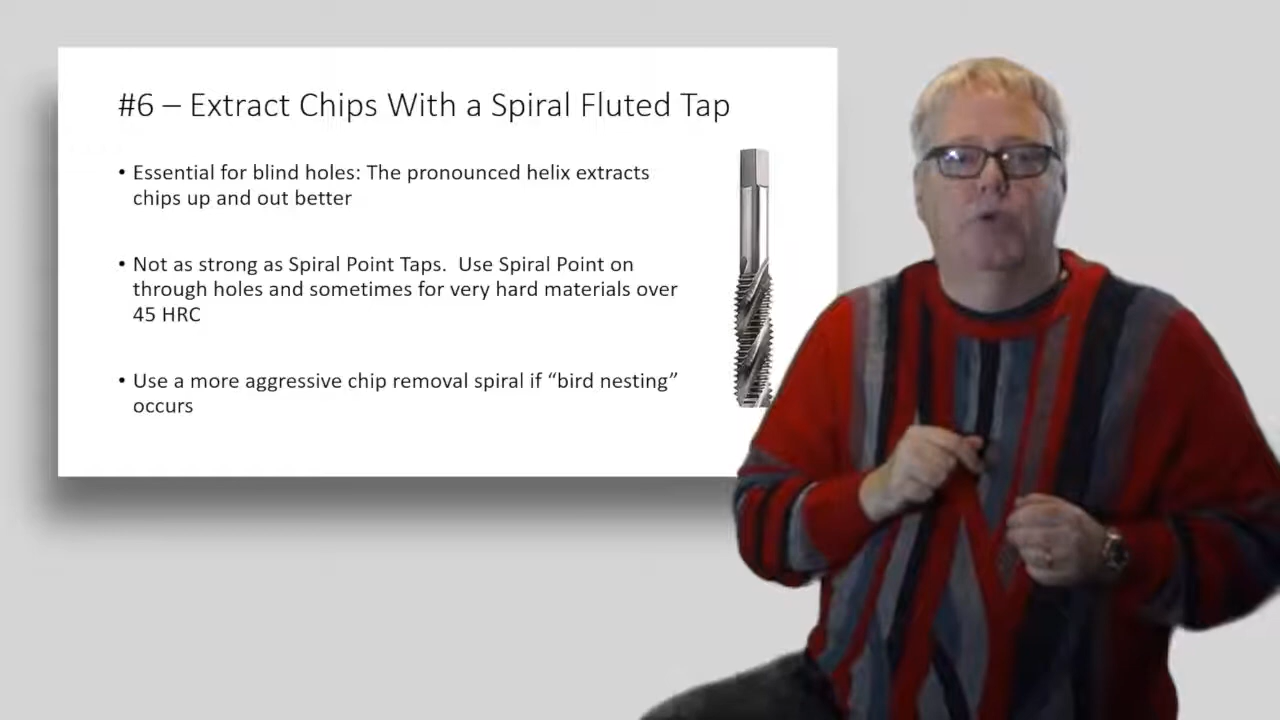 #6 – Extract Chips With a Spiral Fluted Tap
• Essential for blind holes: The pronounced helix extracts
chips up and out better
• Not as strong as Spiral Point Taps.  Use Spiral Point on
through holes and sometimes for very hard materials over
45 HRC
• Use a more aggressive chip removal spiral if “bird nesting”
occurs